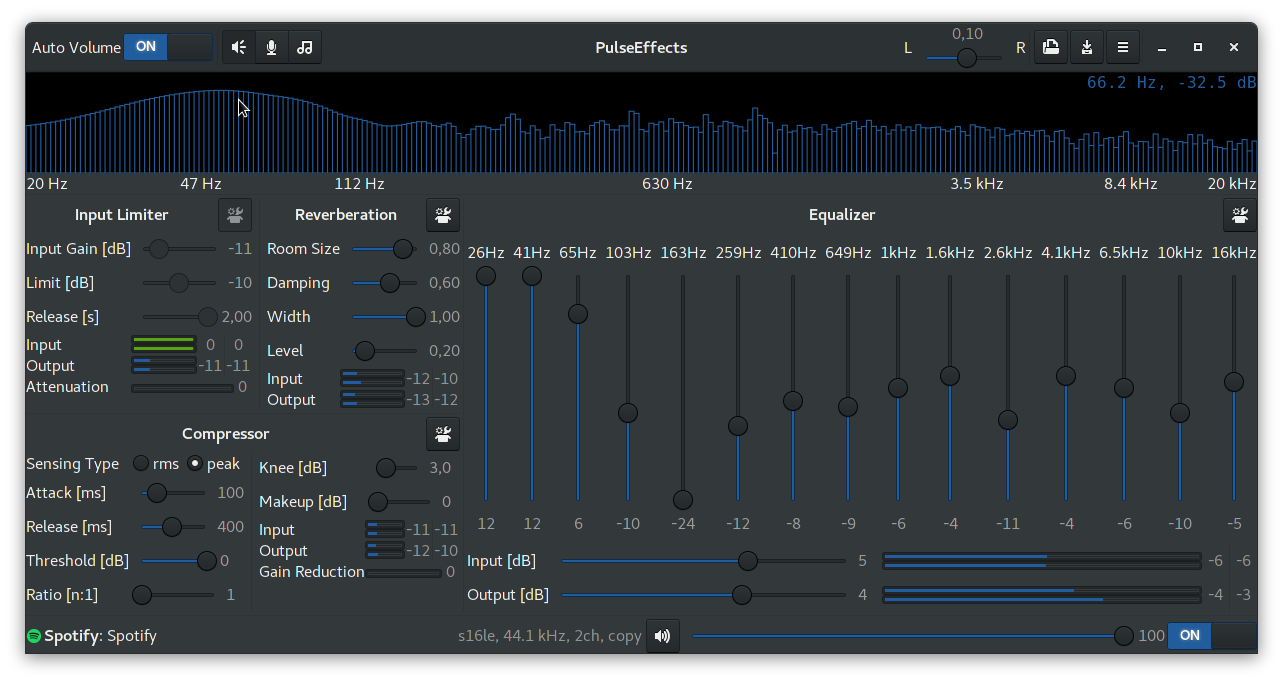 Auto Volume ON PulseEffects L 0,10 R
66.2 Hz, -32.5 dB
20 Hz 47 Hz 112 Hz 630 Hz 3.5 kHz 8.4 kHz 20 kHz
Input Limiter
Input Gain [dB] -11
Limit [dB] -10
Release [s] 2,00
Input 0 0
Output -11 -11
Attenuation 0
Reverberation
Room Size 0,80
Damping 0,60
Width 1,00
Level 0,20
Input -12 -10
Output -13 -12
Compressor
Sensing Type rms peak
Attack [ms] 100
Release [ms] 400
Threshold [dB] 0
Ratio [n:1] 1
Knee [dB] 3,0
Makeup [dB] 0
Input -11 -11
Output -12 -10
Gain Reduction 0
Equalizer
26Hz 41Hz 65Hz 103Hz 163Hz 259Hz 410Hz 649Hz 1kHz 1.6kHz 2.6kHz 4.1kHz 6.5kHz 10kHz 16kHz
12 12 6 -10 -24 -12 -8 -9 -6 -4 -11 -4 -6 -10 -5
Input [dB] 5 -6 -6
Output [dB] 4 -4 -3
Spotify: Spotify s16le, 44.1 kHz, 2ch, copy 100 ON